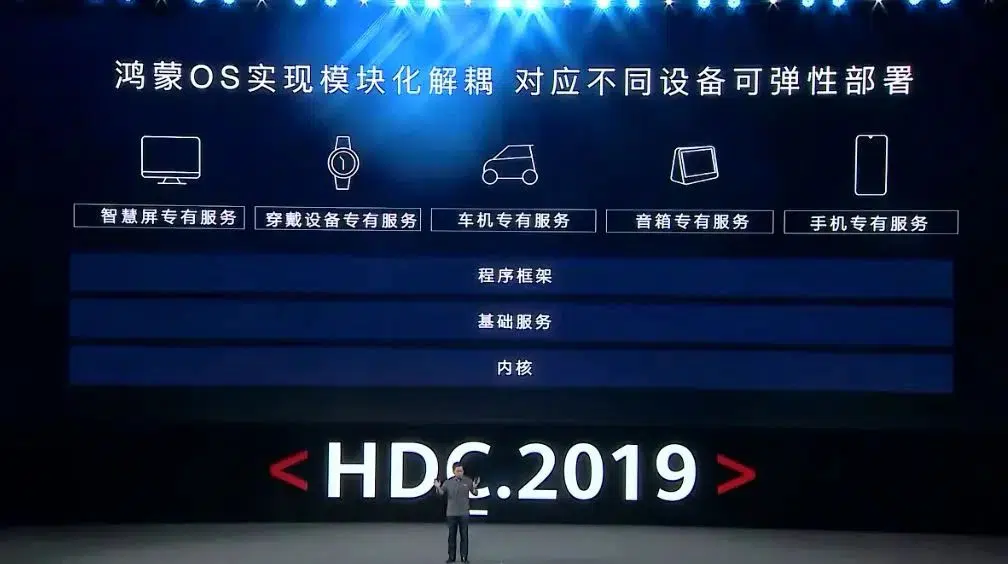 鸿蒙OS实现模块化解耦 对应不同设备可弹性部署
智慧屏专有服务 穿戴设备专有服务 车机专有服务 音箱专有服务 手机专有服务
程序框架
基础服务
内核
<HDC.2019>